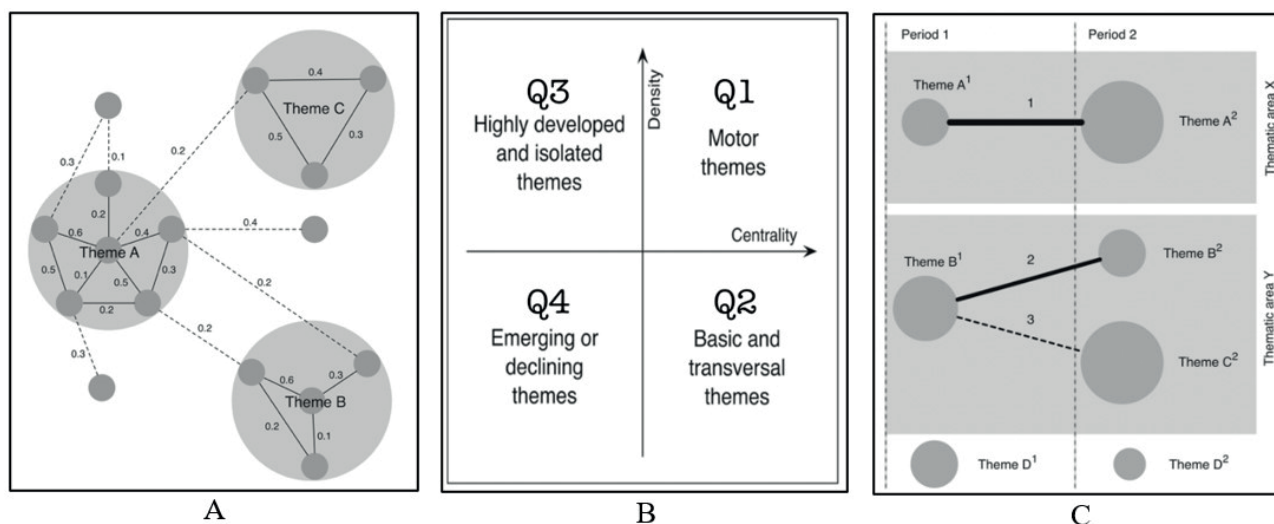 0.4
Theme C
0.5
0.3
0.2
0.3
0.1
0.2
0.6
0.4
0.4
Theme A
0.5
0.1
0.5
0.3
0.2
0.2
0.2
0.3
0.6
0.3
Theme B
0.2
0.1
A
Density
Q3
Highly developed
and isolated
themes
Q1
Motor
themes
Centrality
Q4
Emerging or
declining
themes
Q2
Basic and
transversal
themes
B
Period 1
Period 2
Theme A¹
1
Theme A²
Thematic area X
Theme B¹
2
Theme B²
3
Theme C²
Thematic area Y
Theme D¹
Theme D²
C